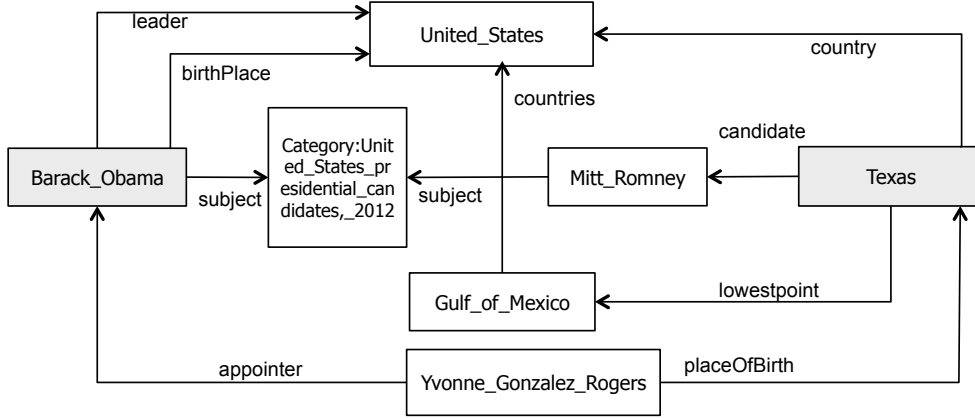 leader
United_States
country
birthPlace
countries
Category:Unit
ed_States_pr
esidential_can
didates,_2012
candidate
Barack_Obama
subject
subject
Mitt_Romney
Texas
Gulf_of_Mexico
lowestpoint
appointer
Yvonne_Gonzalez_Rogers
placeOfBirth